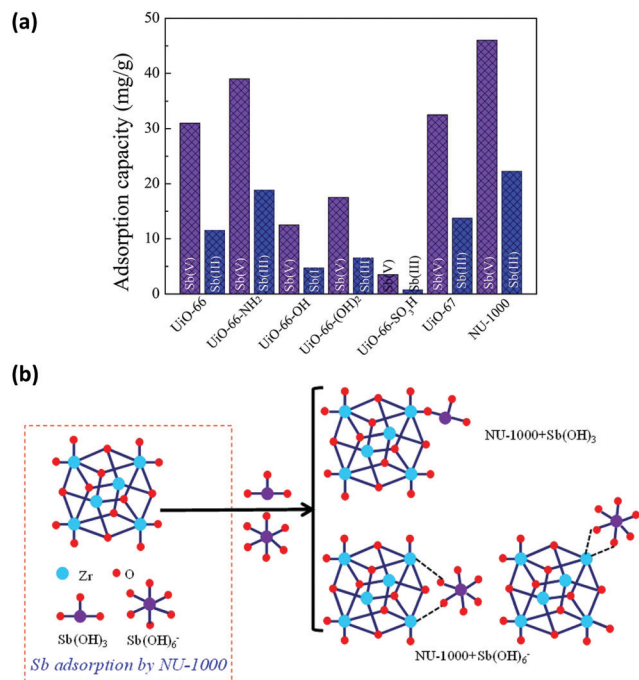 (a)
Adsorption capacity (mg/g)
50
40
30
20
10
0
Sb(V)
Sb(III)
Sb(V)
Sb(III)
Sb(V)
Sb(I
Sb(V)
Sb(III)
Sb(V)
Sb(III)
Sb(V)
Sb(III)
Sb(V)
Sb(III)
UiO-66
UiO-66-NH₂
UiO-66-OH
UiO-66-(OH)₂
UiO-66-SO₃H
UiO-67
NU-1000
(b)
Zr O
Sb(OH)₃ Sb(OH)₆⁻
Sb adsorption by NU-1000
NU-1000+Sb(OH)₃
NU-1000+Sb(OH)₆⁻